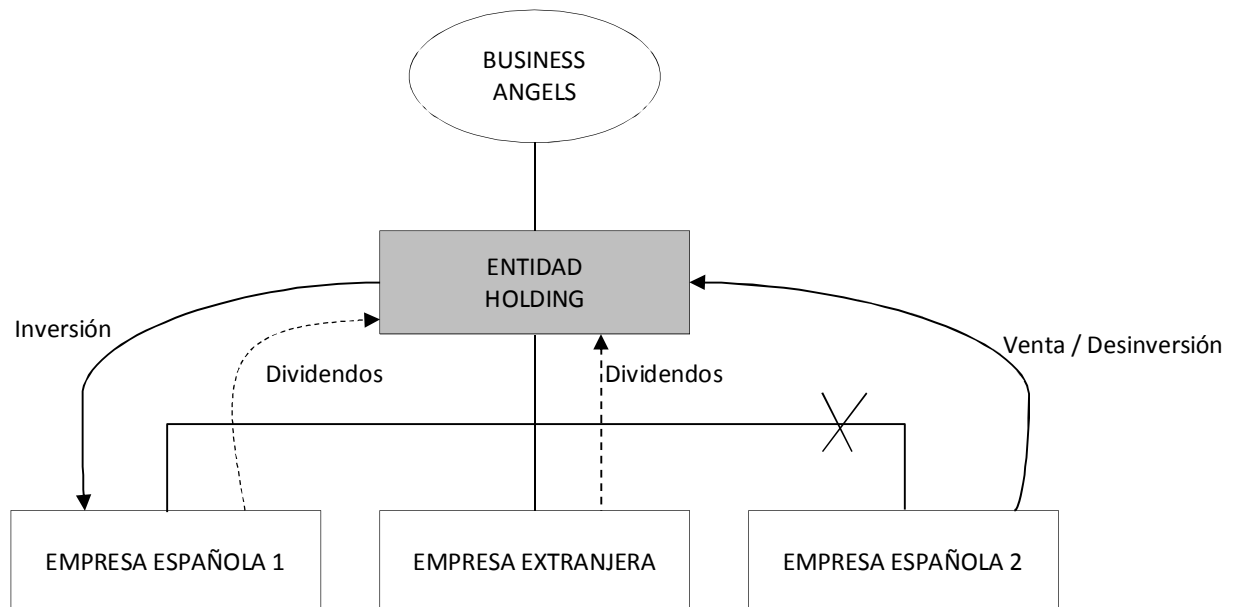 BUSINESS
ANGELS
ENTIDAD
HOLDING
Inversión
Venta / Desinversión
Dividendos
Dividendos
EMPRESA ESPAÑOLA 1
EMPRESA EXTRANJERA
EMPRESA ESPAÑOLA 2